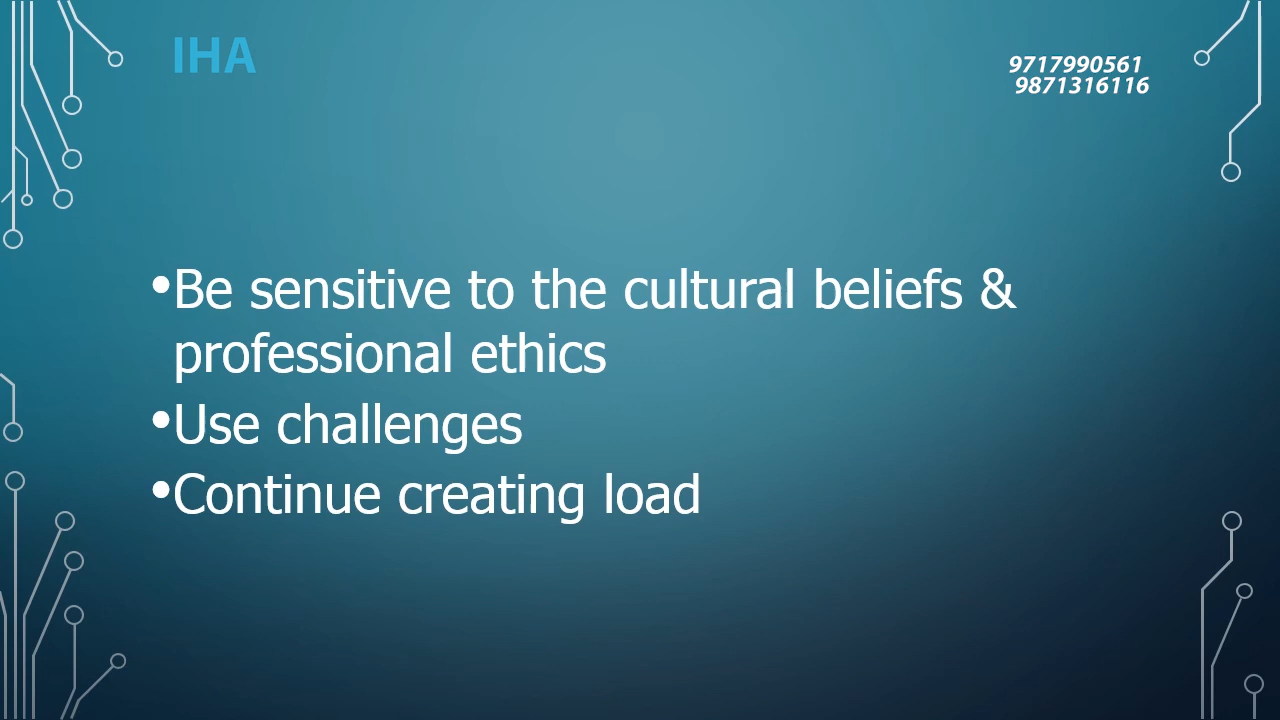 IHA
9717990561
9871316116
•Be sensitive to the cultural beliefs &
professional ethics
•Use challenges
•Continue creating load